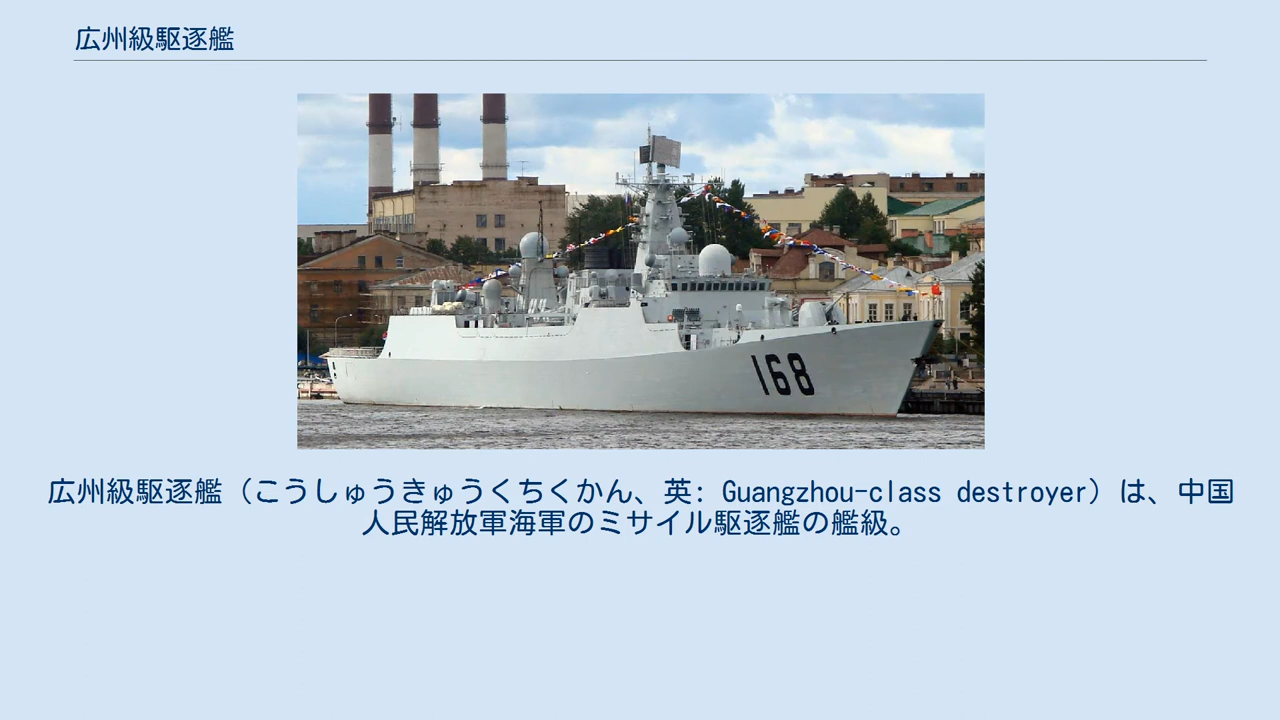 広州級駆逐艦
168
広州級駆逐艦（こうしゅうきゅうくちくかん、英: Guangzhou-class destroyer）は、中国
人民解放軍海軍のミサイル駆逐艦の艦級。